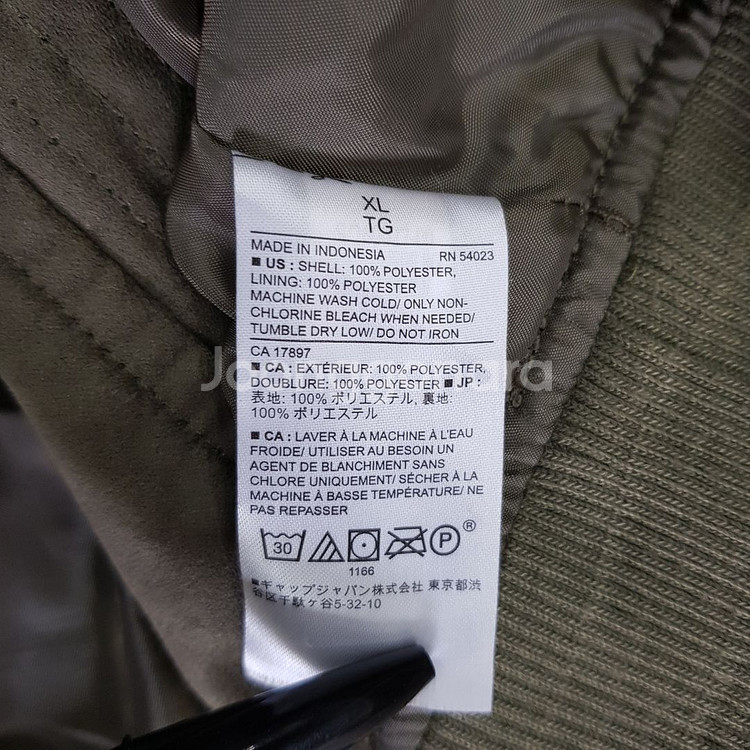 XL
TG
MADE IN INDONESIA RN 54023
■ US : SHELL: 100% POLYESTER,
LINING: 100% POLYESTER
MACHINE WASH COLD/ ONLY NON-
CHLORINE BLEACH WHEN NEEDED/
TUMBLE DRY LOW/ DO NOT IRON
CA 17897
■ CA : EXTÉRIEUR: 100% POLYESTER,
DOUBLURE: 100% POLYESTER ■ JP :
表地: 100% ポリエステル, 裏地:
100% ポリエステル
■ CA : LAVER À LA MACHINE À L'EAU
FROIDE/ UTILISER AU BESOIN UN
AGENT DE BLANCHIMENT SANS
CHLORE UNIQUEMENT/ SÉCHER À LA
MACHINE À BASSE TEMPÉRATURE/ NE
PAS REPASSER
30 P ®
1166
■ギャップジャパン株式会社 東京都渋
谷区千駄ヶ谷5-32-10